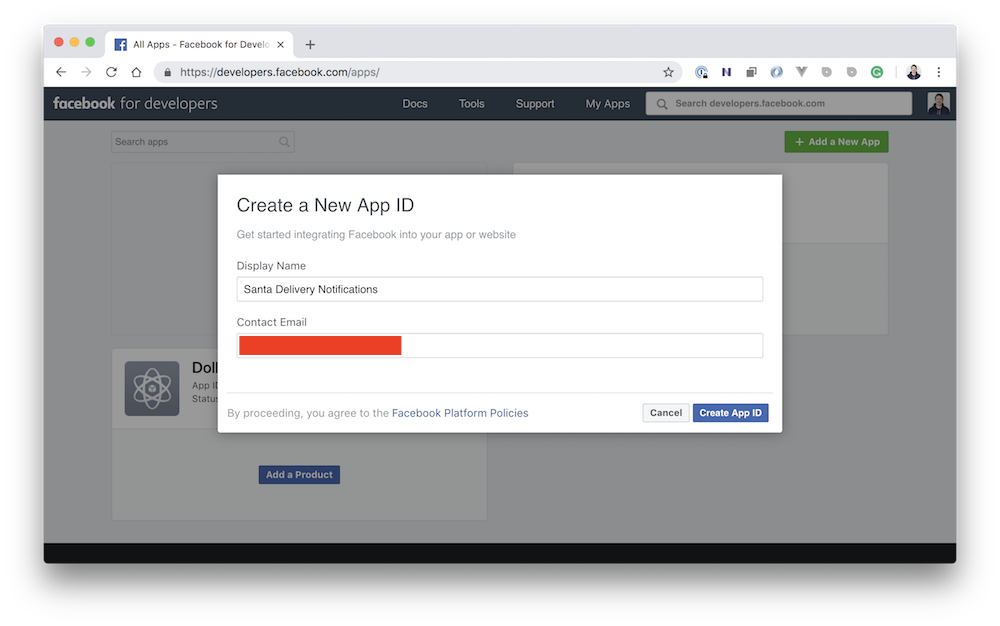 All Apps - Facebook for Develo
https://developers.facebook.com/apps/
facebook for developers
Docs
Tools
Support
My Apps
Search developers.facebook.com
Search apps
+ Add a New App
Create a New App ID
Get started integrating Facebook into your app or website
Display Name
Santa Delivery Notifications
Contact Email
Doll
App ID
Status
By proceeding, you agree to the Facebook Platform Policies
Cancel
Create App ID
Add a Product